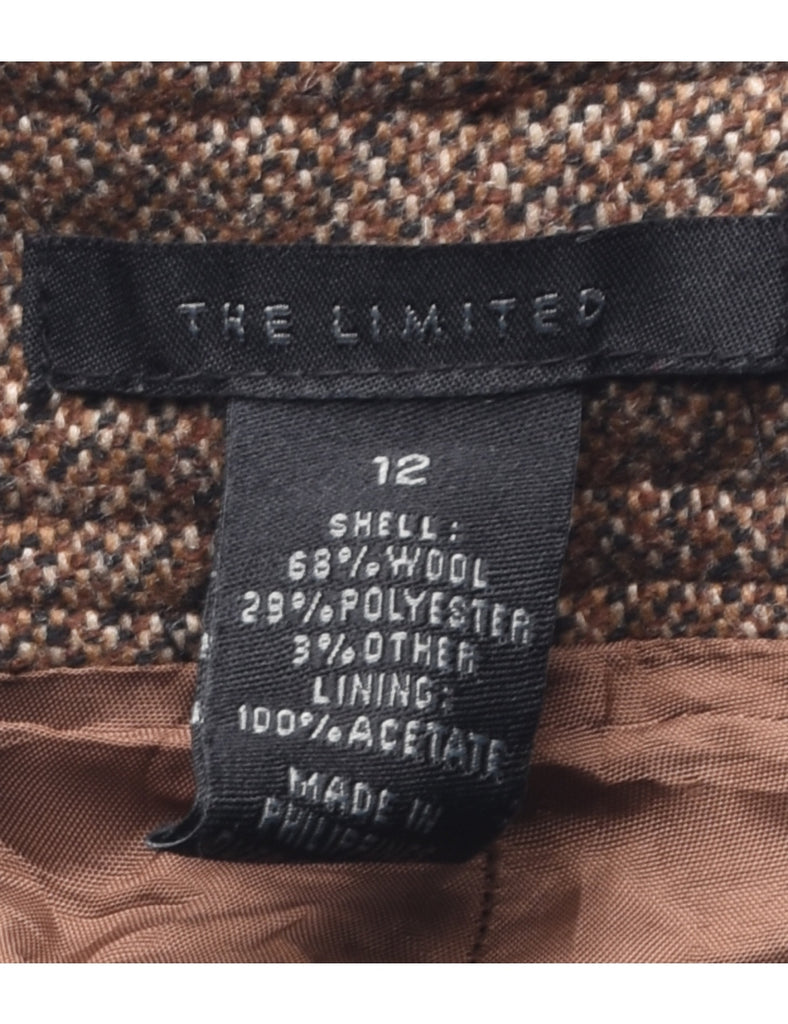 THE LIMITED
12
SHELL:
68% WOOL
29% POLYESTER
3% OTHER
LINING:
100% ACETATE
MADE IN